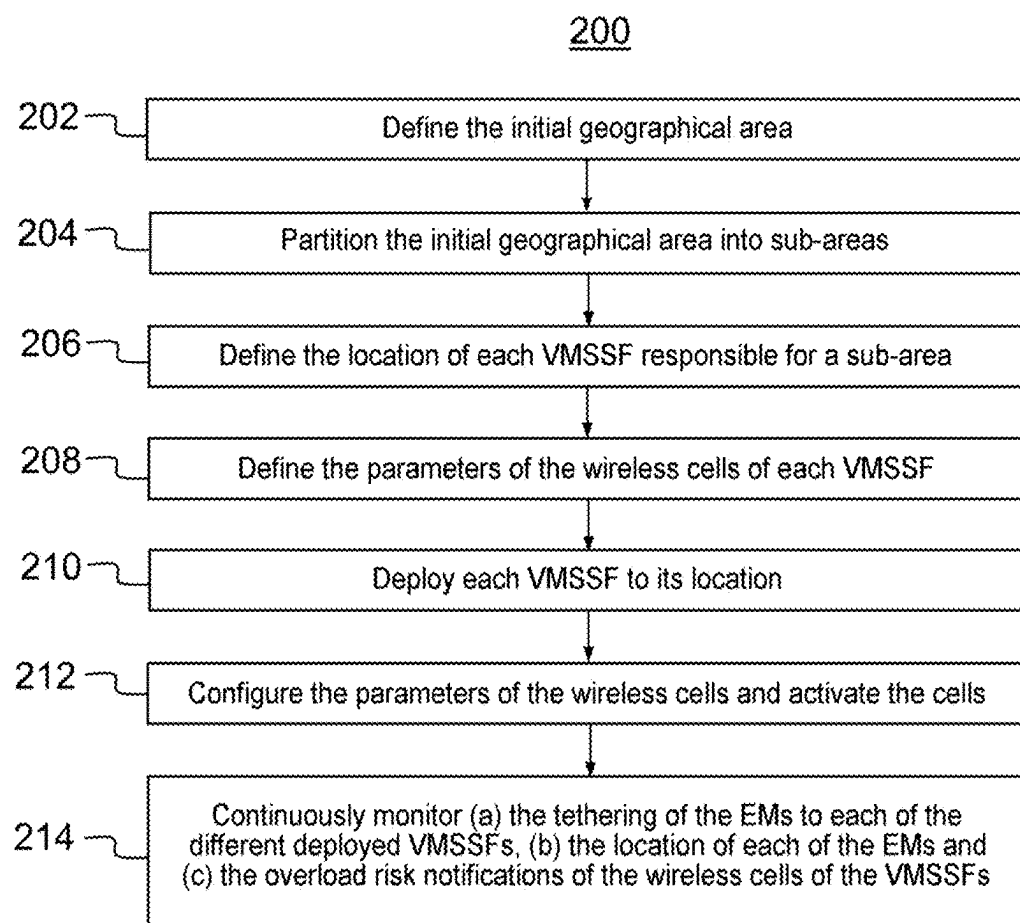 200
202 Define the initial geographical area
204 Partition the initial geographical area into sub-areas
206 Define the location of each VMSSF responsible for a sub-area
208 Define the parameters of the wireless cells of each VMSSF
210 Deploy each VMSSF to its location
212 Configure the parameters of the wireless cells and activate the cells
214 Continuously monitor (a) the tethering of the EMs to each of the
different deployed VMSSFs, (b) the location of each of the EMs and
(c) the overload risk notifications of the wireless cells of the VMSSFs